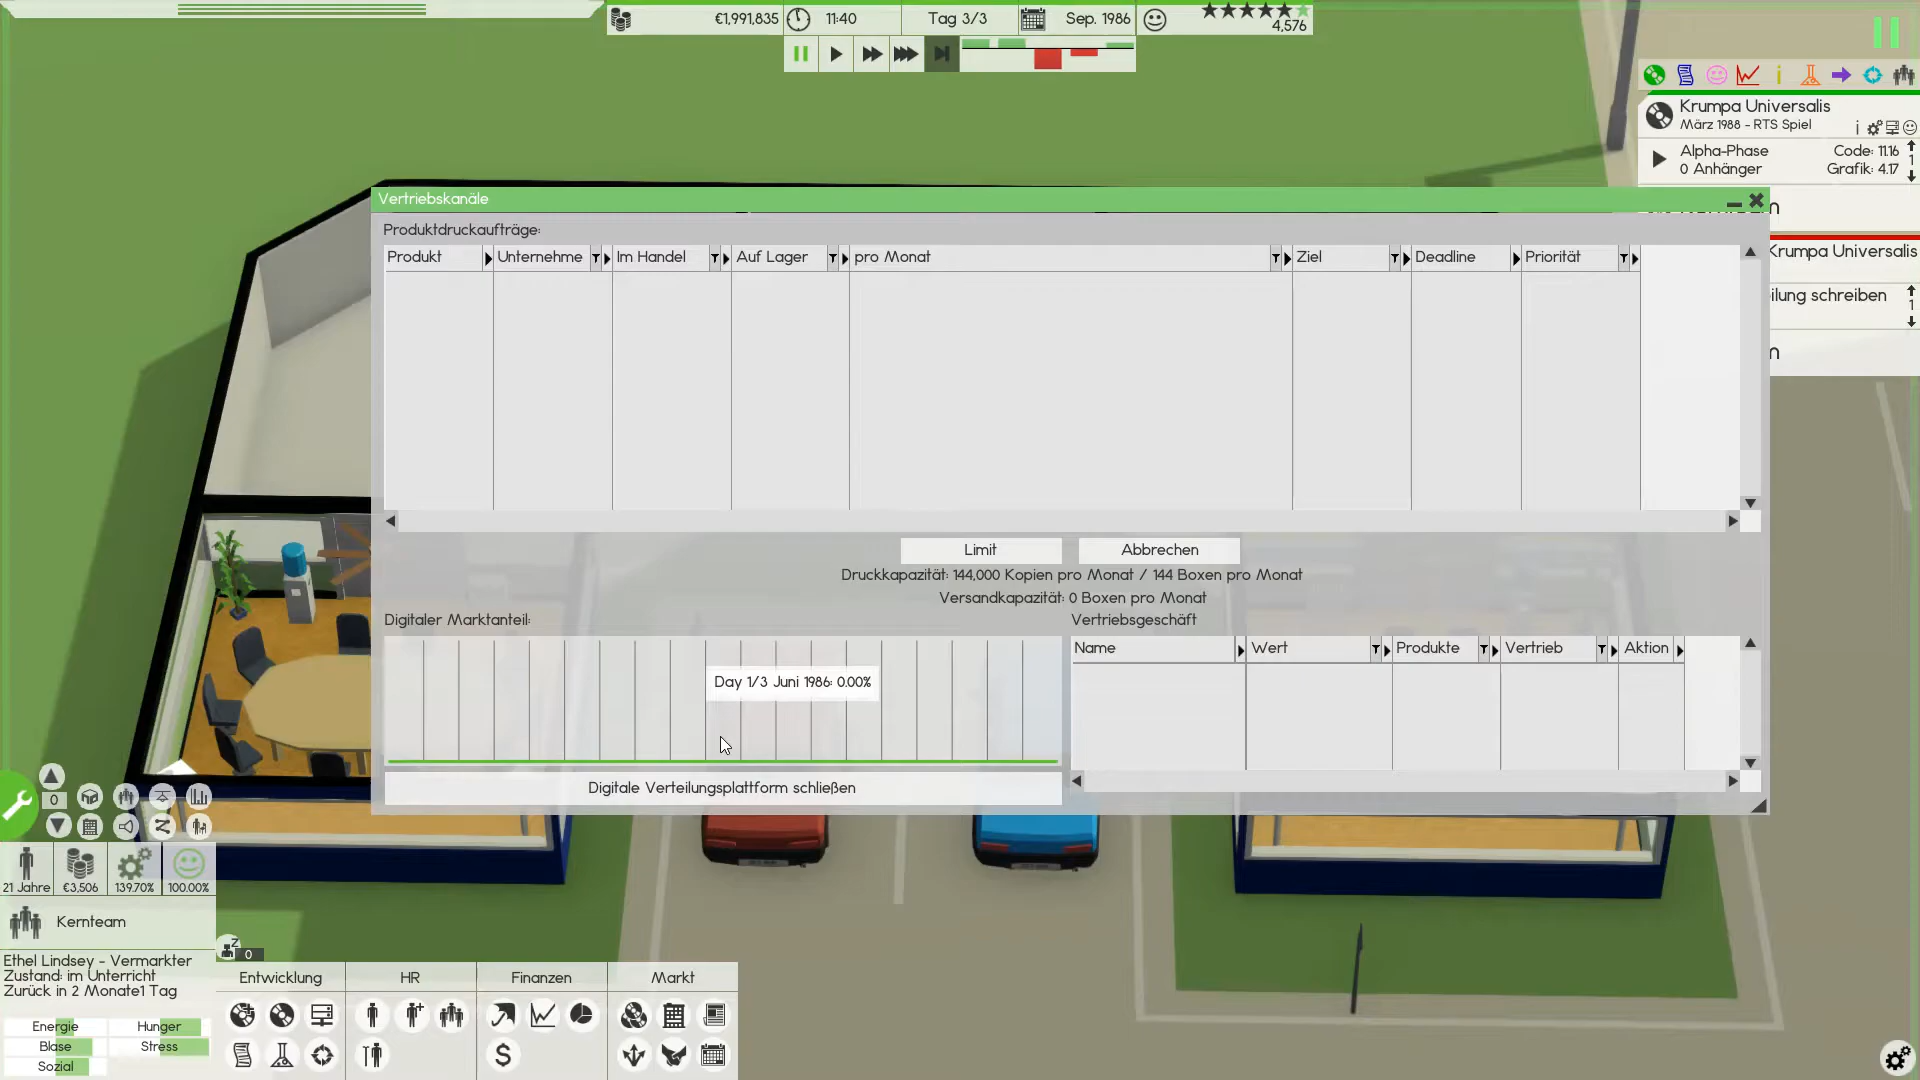 €1,991,835
11:40
Tag 3/3
Sep. 1986
4,576
Krumpa Universalis
März 1988 - RTS Spiel
Alpha-Phase
Code: 11.16
0 Anhänger
Grafik: 4.17
1
Krumpa Universalis
ilung schreiben
1
Vertriebskanäle
Produktdruckaufträge:
Produkt
Unternehme
Im Handel
Auf Lager
pro Monat
Ziel
Deadline
Priorität
Limit
Abbrechen
Druckkapazität: 144,000 Kopien pro Monat / 144 Boxen pro Monat
Versandkapazität: 0 Boxen pro Monat
Digitaler Marktanteil:
Vertriebsgeschäft
Name
Wert
Produkte
Vertrieb
Aktion
Day 1/3 Juni 1986: 0.00%
Digitale Verteilungsplattform schließen
0
21 Jahre
€3,506
139.70%
100.00%
Kernteam
Ethel Lindsey - Vermarkter
Zustand: im Unterricht
Zurück in 2 Monate1 Tag
Energie
Hunger
Blase
Stress
Sozial
0
Entwicklung
HR
Finanzen
Markt